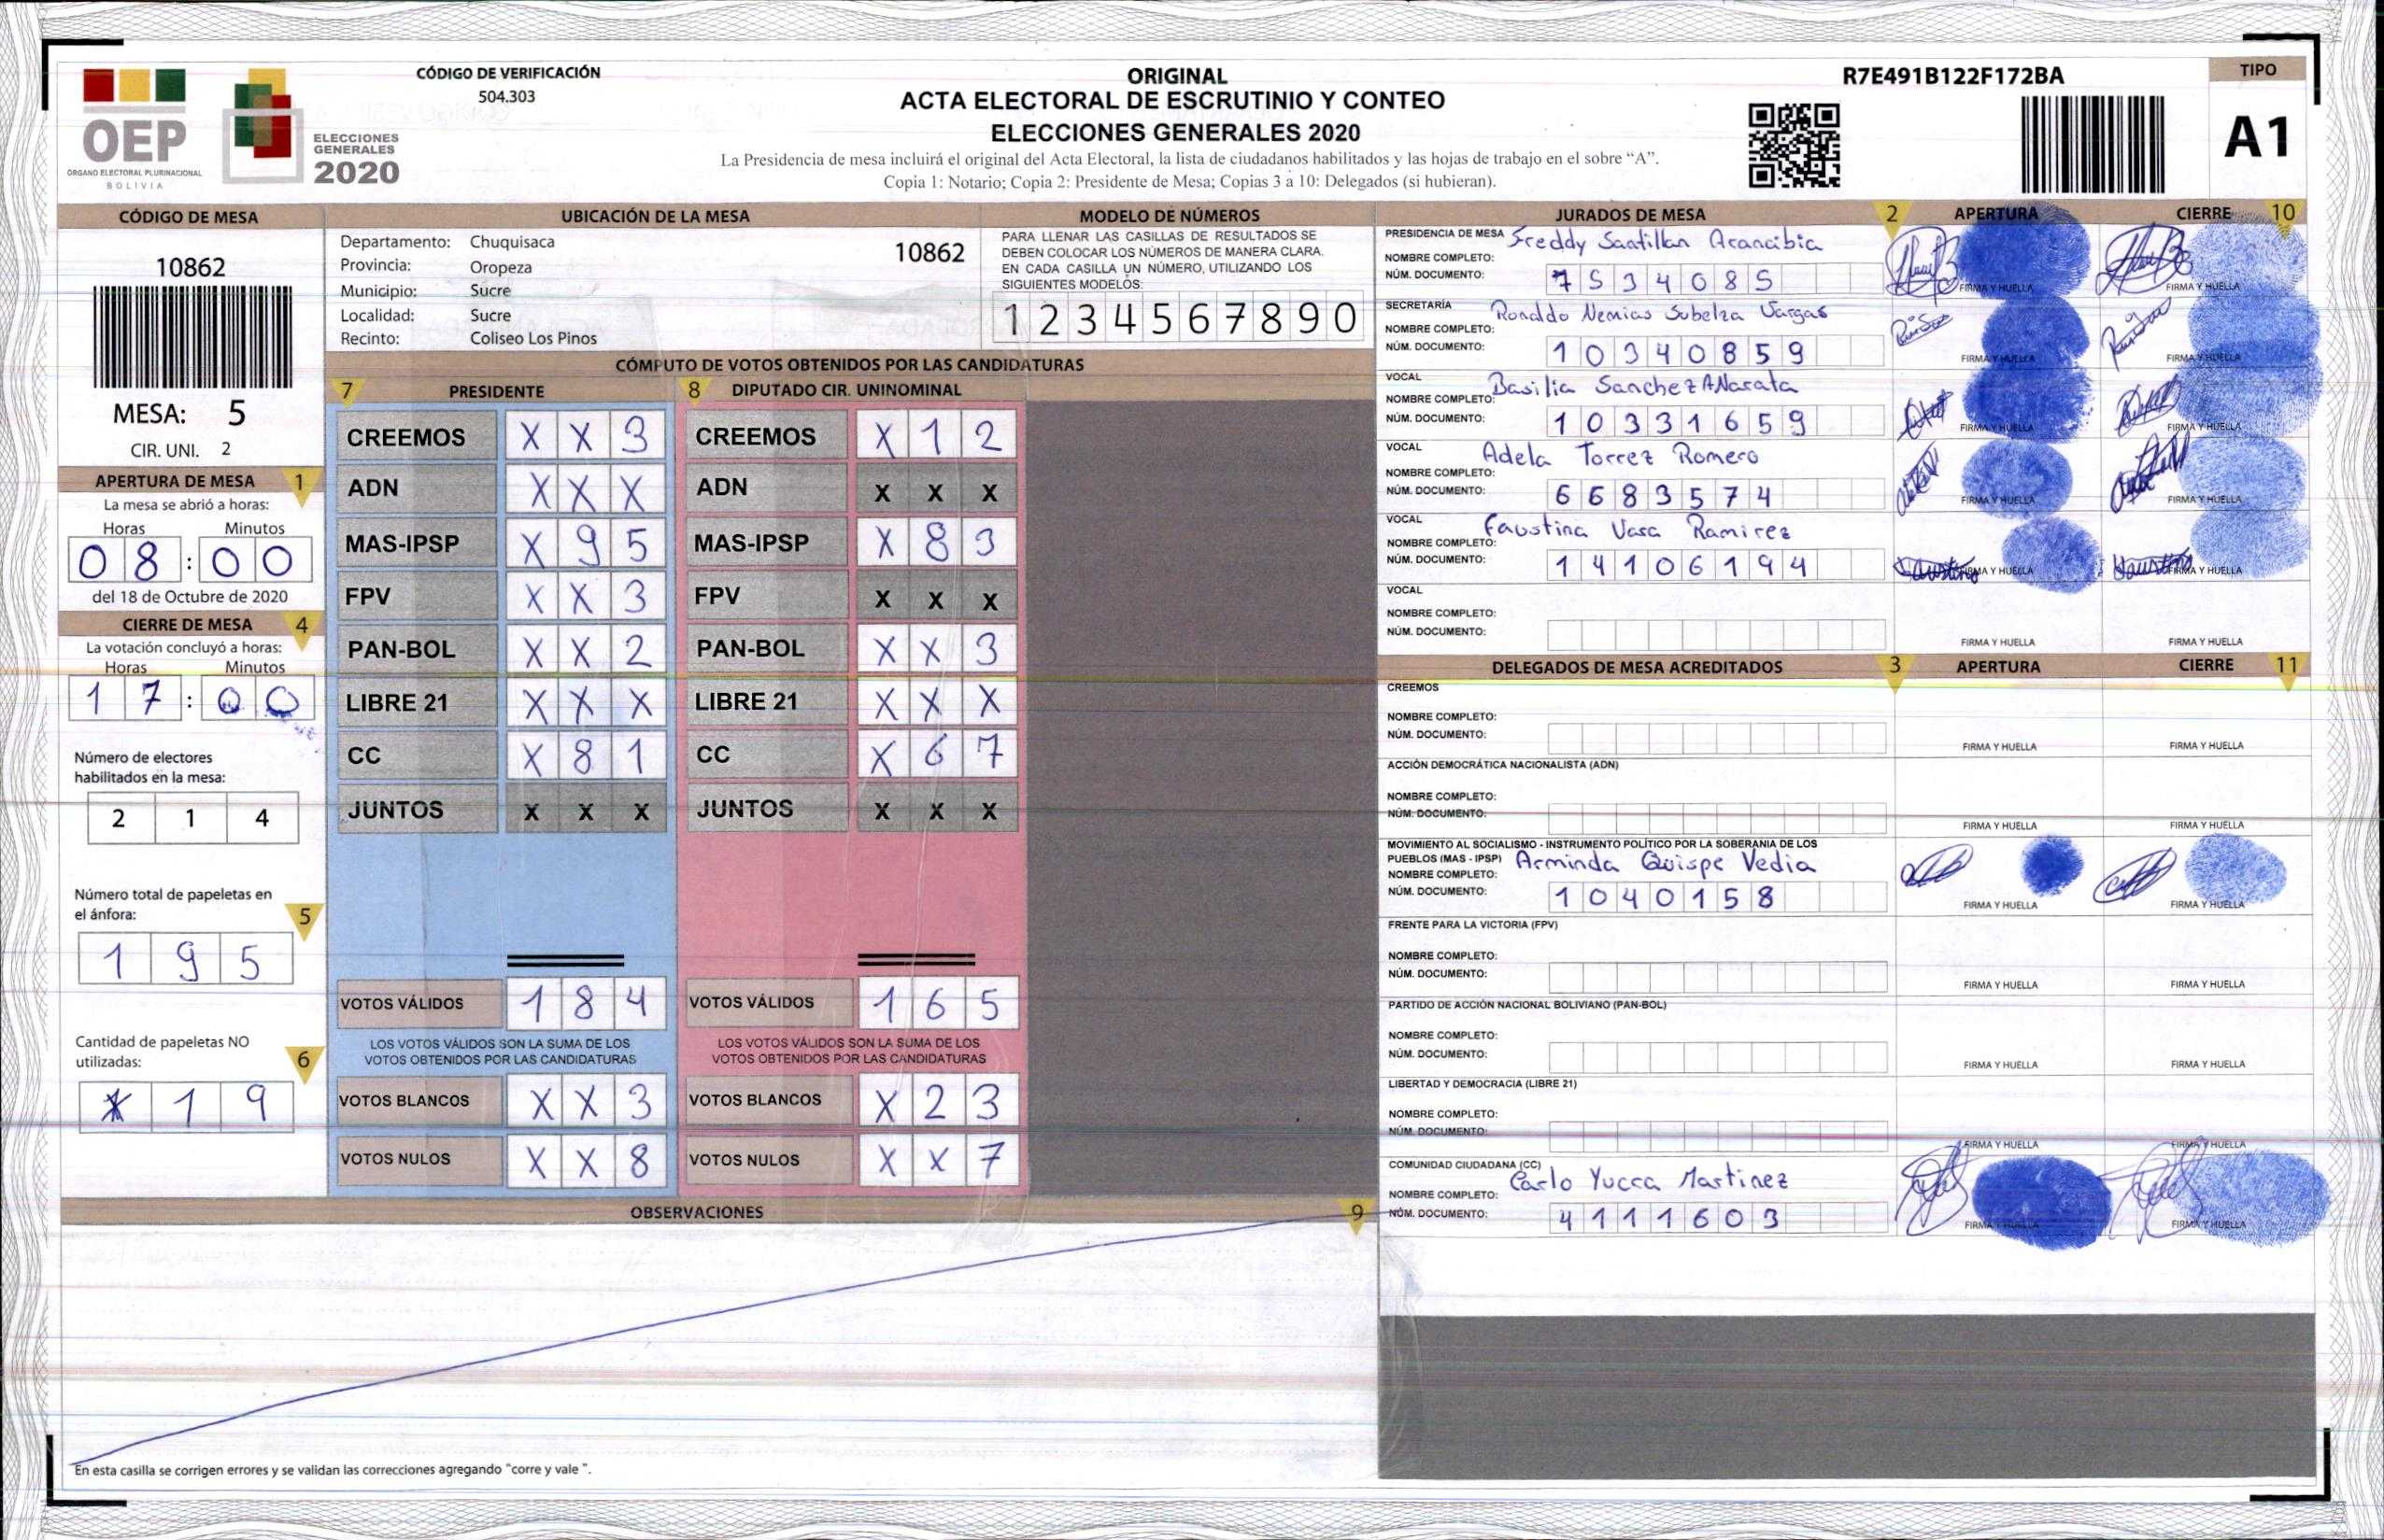 OEP
ÓRGANO ELECTORAL PLURINACIONAL
BOLIVIA
ELECCIONES
GENERALES
2020
CÓDIGO DE VERIFICACIÓN
504.303
ORIGINAL
ACTA ELECTORAL DE ESCRUTINIO Y CONTEO
ELECCIONES GENERALES 2020
La Presidencia de mesa incluirá el original del Acta Electoral, la lista de ciudadanos habilitados y las hojas de trabajo en el sobre “A”.
Copia 1: Notario; Copia 2: Presidente de Mesa; Copias 3 a 10: Delegados (si hubieran).
R7E491B122F172BA
TIPO
A1
CÓDIGO DE MESA
10862
MESA: 5
CIR. UNI. 2
APERTURA DE MESA 1
La mesa se abrió a horas:
Horas Minutos
0 8 : 0 0
del 18 de Octubre de 2020
CIERRE DE MESA 4
La votación concluyó a horas:
Horas Minutos
1 7 : 0 0
Número de electores
habilitados en la mesa:
2 1 4
Número total de papeletas en
el ánfora: 5
1 9 5
Cantidad de papeletas NO
utilizadas: 6
X 1 9
UBICACIÓN DE LA MESA
Departamento: Chuquisaca 10862
Provincia: Oropeza
Municipio: Sucre
Localidad: Sucre
Recinto: Coliseo Los Pinos
MODELO DE NÚMEROS
PARA LLENAR LAS CASILLAS DE RESULTADOS SE
DEBEN COLOCAR LOS NÚMEROS DE MANERA CLARA.
EN CADA CASILLA UN NÚMERO, UTILIZANDO LOS
SIGUIENTES MODELOS:
1 2 3 4 5 6 7 8 9 0
CÓMPUTO DE VOTOS OBTENIDOS POR LAS CANDIDATURAS
7 PRESIDENTE
CREEMOS X X 3
ADN X X X
MAS-IPSP X 9 5
FPV X X 3
PAN-BOL X X 2
LIBRE 21 X X X
CC X 8 1
JUNTOS X X X
VOTOS VÁLIDOS 1 8 4
LOS VOTOS VÁLIDOS SON LA SUMA DE LOS
VOTOS OBTENIDOS POR LAS CANDIDATURAS
VOTOS BLANCOS X X 3
VOTOS NULOS X X 8
8 DIPUTADO CIR. UNINOMINAL
CREEMOS X 1 2
ADN X X X
MAS-IPSP X 8 3
FPV X X X
PAN-BOL X X 3
LIBRE 21 X X X
CC X 6 7
JUNTOS X X X
VOTOS VÁLIDOS 1 6 5
LOS VOTOS VÁLIDOS SON LA SUMA DE LOS
VOTOS OBTENIDOS POR LAS CANDIDATURAS
VOTOS BLANCOS X 2 3
VOTOS NULOS X X 7
OBSERVACIONES 9
En esta casilla se corrigen errores y se validan las correcciones agregando "corre y vale ".
JURADOS DE MESA 2 APERTURA CIERRE 10
PRESIDENCIA DE MESA Freddy Santillan Arancibia
NOMBRE COMPLETO:
NÚM. DOCUMENTO: 7 5 3 4 0 8 5 FIRMA Y HUELLA FIRMA Y HUELLA
SECRETARÍA Ronaldo Nemias Subelza Vargas
NOMBRE COMPLETO:
NÚM. DOCUMENTO: 1 0 3 4 0 8 5 9 FIRMA Y HUELLA FIRMA Y HUELLA
VOCAL Basilia Sanchez
NOMBRE COMPLETO:
NÚM. DOCUMENTO: 1 0 3 3 1 6 5 9 FIRMA Y HUELLA FIRMA Y HUELLA
VOCAL Adela Torrez Romero
NOMBRE COMPLETO:
NÚM. DOCUMENTO: 6 6 8 3 5 7 4 FIRMA Y HUELLA FIRMA Y HUELLA
VOCAL Faustina Vasa Ramirez
NOMBRE COMPLETO:
NÚM. DOCUMENTO: 1 4 1 0 6 1 9 4 FIRMA Y HUELLA FIRMA Y HUELLA
VOCAL
NOMBRE COMPLETO:
NÚM. DOCUMENTO: FIRMA Y HUELLA FIRMA Y HUELLA
DELEGADOS DE MESA ACREDITADOS 3 APERTURA CIERRE 11
CREEMOS
NOMBRE COMPLETO:
NÚM. DOCUMENTO: FIRMA Y HUELLA FIRMA Y HUELLA
ACCIÓN DEMOCRÁTICA NACIONALISTA (ADN)
NOMBRE COMPLETO:
NÚM. DOCUMENTO: FIRMA Y HUELLA FIRMA Y HUELLA
MOVIMIENTO AL SOCIALISMO - INSTRUMENTO POLÍTICO POR LA SOBERANIA DE LOS
PUEBLOS (MAS - IPSP) Arminda Quispe Vedia
NOMBRE COMPLETO:
NÚM. DOCUMENTO: 1 0 4 0 1 5 8 FIRMA Y HUELLA FIRMA Y HUELLA
FRENTE PARA LA VICTORIA (FPV)
NOMBRE COMPLETO:
NÚM. DOCUMENTO: FIRMA Y HUELLA FIRMA Y HUELLA
PARTIDO DE ACCIÓN NACIONAL BOLIVIANO (PAN-BOL)
NOMBRE COMPLETO:
NÚM. DOCUMENTO: FIRMA Y HUELLA FIRMA Y HUELLA
LIBERTAD Y DEMOCRACIA (LIBRE 21)
NOMBRE COMPLETO:
NÚM. DOCUMENTO: FIRMA Y HUELLA FIRMA Y HUELLA
COMUNIDAD CIUDADANA (CC)
Carlo Yucra Martinez
NOMBRE COMPLETO:
NÚM. DOCUMENTO: 4 1 1 1 6 0 3 FIRMA Y HUELLA FIRMA Y HUELLA